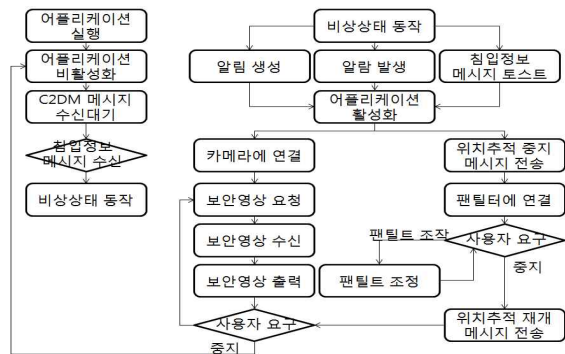 어플리케이션
실행
어플리케이션
비활성화
C2DM 메시지
수신대기
침입정보
메시지 수신
비상상태 동작
비상상태 동작
알림 생성
알람 발생
침입정보
메시지 토스트
어플리케이션
활성화
카메라에 연결
보안영상 요청
보안영상 수신
보안영상 출력
사용자 요구
중지
위치추적 중지
메시지 전송
팬틸터에 연결
사용자 요구
팬틸트 조작
팬틸트 조정
중지
위치추적 재개
메시지 전송